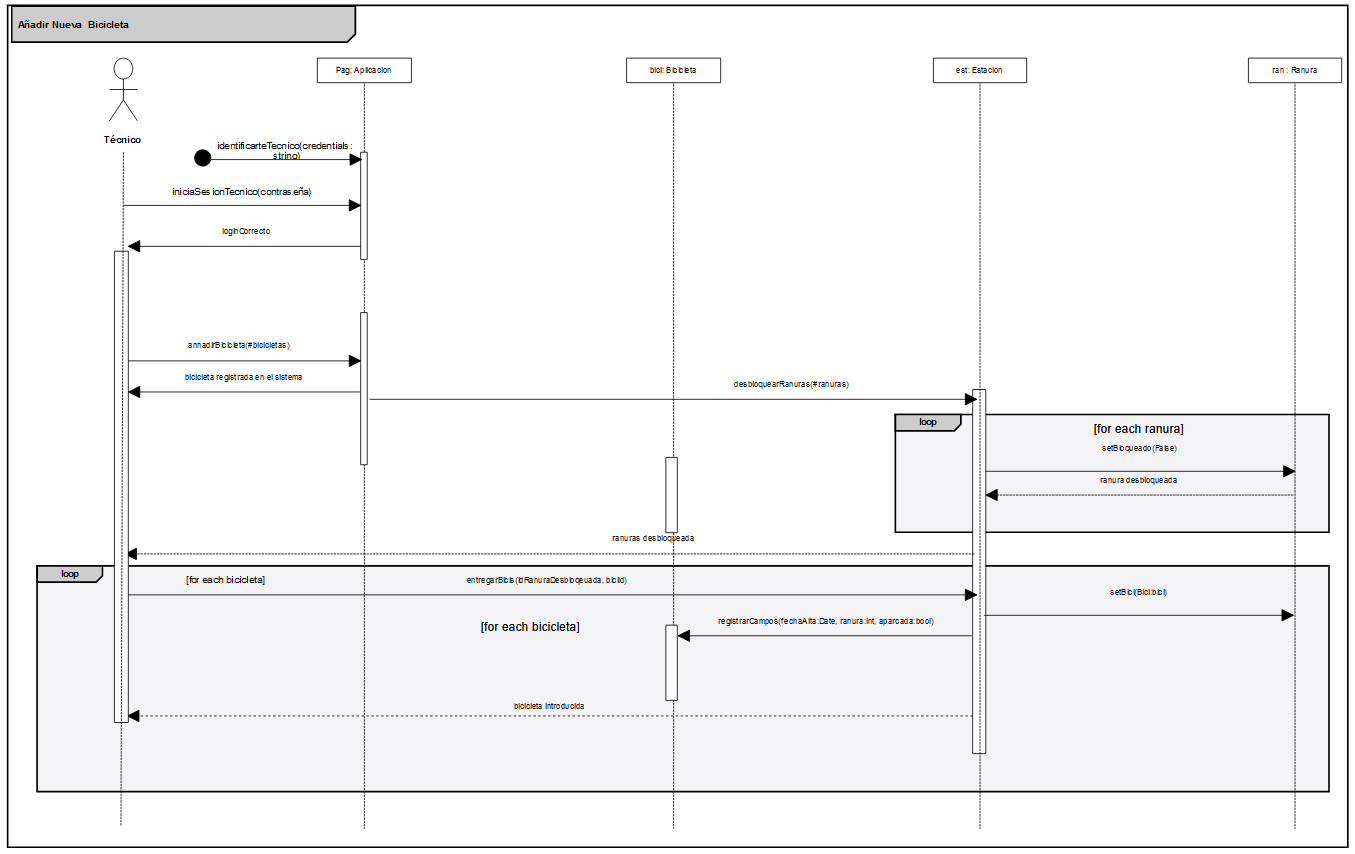 Añadir Nueva Bicicleta
Pag: Aplicacion
bici: Bicicleta
est: Estacion
ran : Ranura
Técnico
identificarteTecnico(credentials :
string)
iniciaSesionTecnico(contraseña)
loginCorrecto
annadirBicicleta(#bicicletas)
bicicleta registrada en el sistema
desbloquearRanuras(#ranuras)
loop
[for each ranura]
setBloqueado(False)
ranura desbloqueada
ranuras desbloqueada
loop
[for each bicicleta]
entregarBicis(idRanuraDesbloqueuada, biciId)
setBici(Bici:bici)
registrarCampos(fechaAlta:Date, ranura:Int, aparcada:bool)
[for each bicicleta]
bicicleta introducida